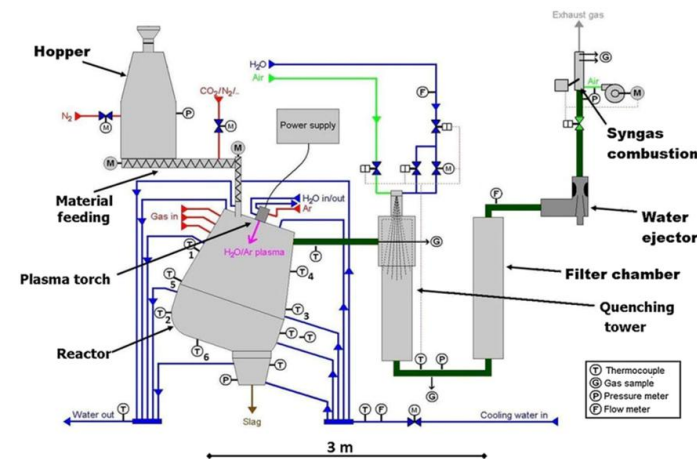 Exhaust gas
Hopper
H₂O
Air
CO₂/N₂/..
N₂
P
M
M
M
M
Power supply
F
M
G
Air
P
M
Syngas
combustion
Material
feeding
Gas in
H₂O in/out
Ar
H₂O/Ar plasma
Plasma torch
T
1
T
4
T
5
T
2
T
3
T
T
T
6
T
P
Reactor
G
F
Water
ejector
Filter chamber
Quenching
tower
T
P
G
Slag
Water out
T
T
F
M
Cooling water in
T Thermocouple
G Gas sample
P Pressure meter
F Flow meter
3 m